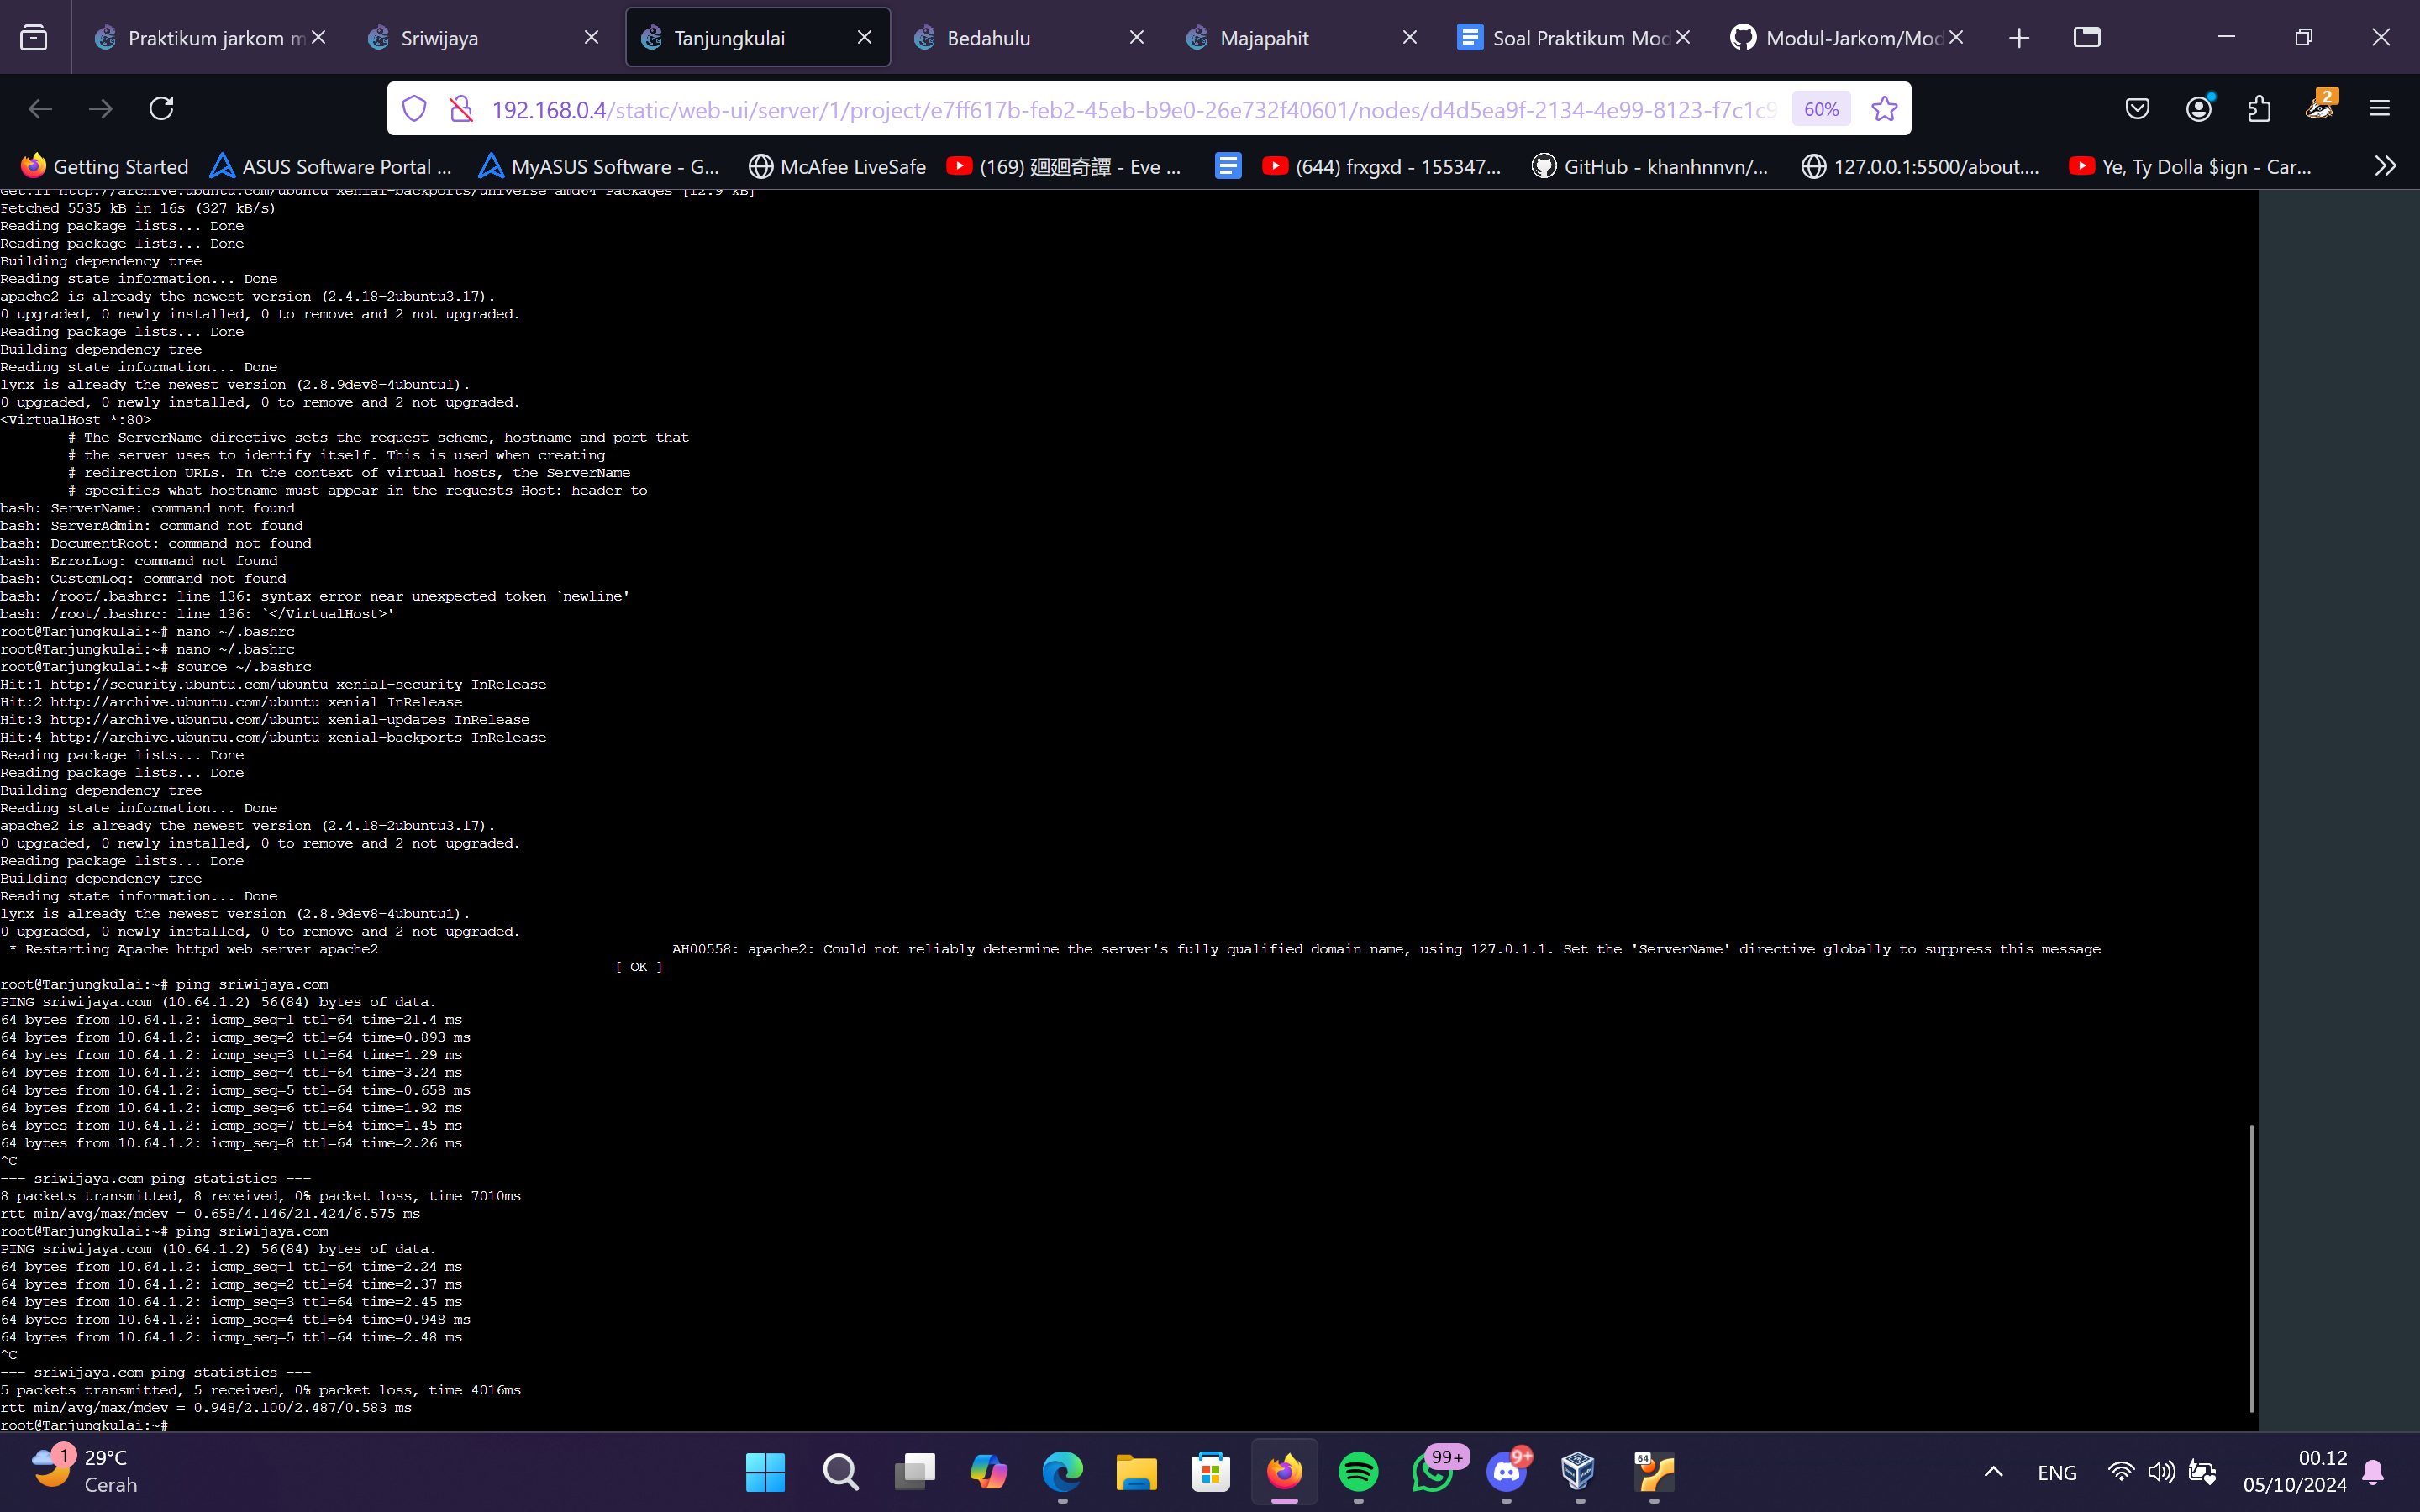 Praktikum jarkom m
Sriwijaya
Tanjungkulai
Bedahulu
Majapahit
Soal Praktikum Mod
Modul-Jarkom/Mod
192.168.0.4/static/web-ui/server/1/project/e7ff617b-feb2-45eb-b9e0-26e732f40601/nodes/d4d5ea9f-2134-4e99-8123-f7c1c9
60%
2
Getting Started
ASUS Software Portal ...
MyASUS Software - G...
McAfee LiveSafe
(169) 廻廻奇譚 - Eve ...
(644) frxgxd - 155347...
GitHub - khanhnnvn/...
127.0.0.1:5500/about....
Ye, Ty Dolla $ign - Car...
Get:11 http://archive.ubuntu.com/ubuntu xenial-backports/universe amd64 Packages [12.9 kB]
Fetched 5535 kB in 16s (327 kB/s)
Reading package lists... Done
Reading package lists... Done
Building dependency tree
Reading state information... Done
apache2 is already the newest version (2.4.18-2ubuntu3.17).
0 upgraded, 0 newly installed, 0 to remove and 2 not upgraded.
Reading package lists... Done
Building dependency tree
Reading state information... Done
lynx is already the newest version (2.8.9dev8-4ubuntu1).
0 upgraded, 0 newly installed, 0 to remove and 2 not upgraded.
<VirtualHost *:80>
# The ServerName directive sets the request scheme, hostname and port that
# the server uses to identify itself. This is used when creating
# redirection URLs. In the context of virtual hosts, the ServerName
# specifies what hostname must appear in the requests Host: header to
bash: ServerName: command not found
bash: ServerAdmin: command not found
bash: DocumentRoot: command not found
bash: ErrorLog: command not found
bash: CustomLog: command not found
bash: /root/.bashrc: line 136: syntax error near unexpected token `newline'
bash: /root/.bashrc: line 136: `</VirtualHost>'
root@Tanjungkulai:~# nano ~/.bashrc
root@Tanjungkulai:~# nano ~/.bashrc
root@Tanjungkulai:~# source ~/.bashrc
Hit:1 http://security.ubuntu.com/ubuntu xenial-security InRelease
Hit:2 http://archive.ubuntu.com/ubuntu xenial InRelease
Hit:3 http://archive.ubuntu.com/ubuntu xenial-updates InRelease
Hit:4 http://archive.ubuntu.com/ubuntu xenial-backports InRelease
Reading package lists... Done
Reading package lists... Done
Building dependency tree
Reading state information... Done
apache2 is already the newest version (2.4.18-2ubuntu3.17).
0 upgraded, 0 newly installed, 0 to remove and 2 not upgraded.
Reading package lists... Done
Building dependency tree
Reading state information... Done
lynx is already the newest version (2.8.9dev8-4ubuntu1).
0 upgraded, 0 newly installed, 0 to remove and 2 not upgraded.
* Restarting Apache httpd web server apache2 AH00558: apache2: Could not reliably determine the server's fully qualified domain name, using 127.0.1.1. Set the 'ServerName' directive globally to suppress this message
[ OK ]
root@Tanjungkulai:~# ping sriwijaya.com
PING sriwijaya.com (10.64.1.2) 56(84) bytes of data.
64 bytes from 10.64.1.2: icmp_seq=1 ttl=64 time=21.4 ms
64 bytes from 10.64.1.2: icmp_seq=2 ttl=64 time=0.893 ms
64 bytes from 10.64.1.2: icmp_seq=3 ttl=64 time=1.29 ms
64 bytes from 10.64.1.2: icmp_seq=4 ttl=64 time=3.24 ms
64 bytes from 10.64.1.2: icmp_seq=5 ttl=64 time=0.658 ms
64 bytes from 10.64.1.2: icmp_seq=6 ttl=64 time=1.92 ms
64 bytes from 10.64.1.2: icmp_seq=7 ttl=64 time=1.45 ms
64 bytes from 10.64.1.2: icmp_seq=8 ttl=64 time=2.26 ms
^C
--- sriwijaya.com ping statistics ---
8 packets transmitted, 8 received, 0% packet loss, time 7010ms
rtt min/avg/max/mdev = 0.658/4.146/21.424/6.575 ms
root@Tanjungkulai:~# ping sriwijaya.com
PING sriwijaya.com (10.64.1.2) 56(84) bytes of data.
64 bytes from 10.64.1.2: icmp_seq=1 ttl=64 time=2.24 ms
64 bytes from 10.64.1.2: icmp_seq=2 ttl=64 time=2.37 ms
64 bytes from 10.64.1.2: icmp_seq=3 ttl=64 time=2.45 ms
64 bytes from 10.64.1.2: icmp_seq=4 ttl=64 time=0.948 ms
64 bytes from 10.64.1.2: icmp_seq=5 ttl=64 time=2.48 ms
^C
--- sriwijaya.com ping statistics ---
5 packets transmitted, 5 received, 0% packet loss, time 4016ms
rtt min/avg/max/mdev = 0.948/2.100/2.487/0.583 ms
root@Tanjungkulai:~#
1
29°C
Cerah
99+
9+
64
ENG
00.12
05/10/2024